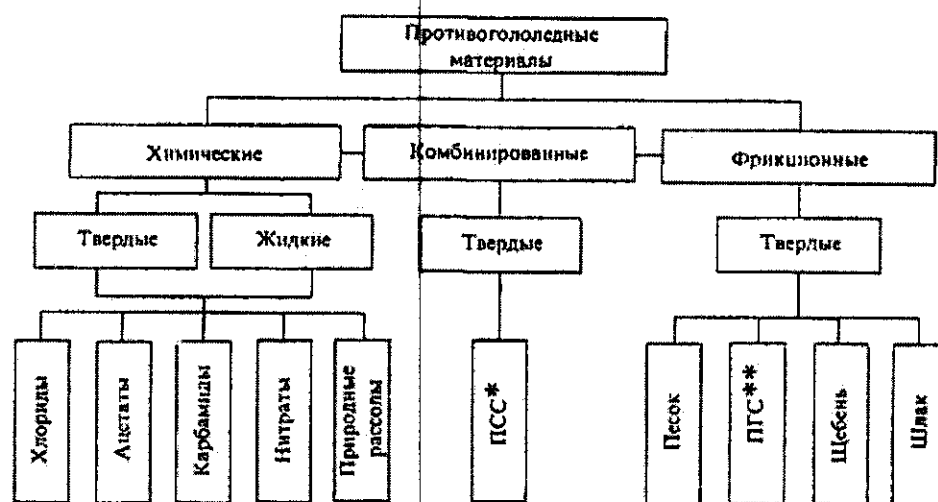 Противогололедные
материалы
Химические
Комбинированные
Фрикционные
Твердые
Жидкие
Твердые
Твердые
Хлориды
Ацетаты
Карбамиды
Нитраты
Природные
рассолы
ПСС*
Песок
ПГС**
Щебень
Шлак